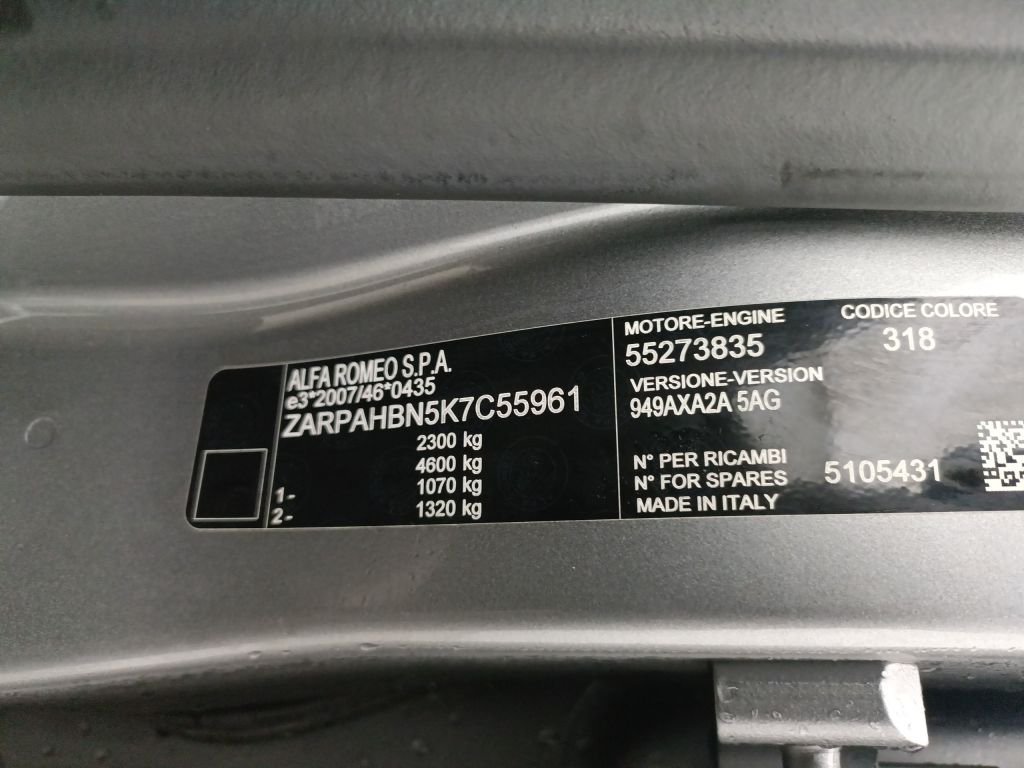 ALFA ROMEO S.P.A.
e3*2007/46*0435
ZARPAHBN5K7C55961
2300 kg
4600 kg
1- 1070 kg
2- 1320 kg
MOTORE-ENGINE
55273835
CODICE COLORE
318
VERSIONE-VERSION
949AXA2A 5AG
N° PER RICAMBI
N° FOR SPARES 5105431
MADE IN ITALY